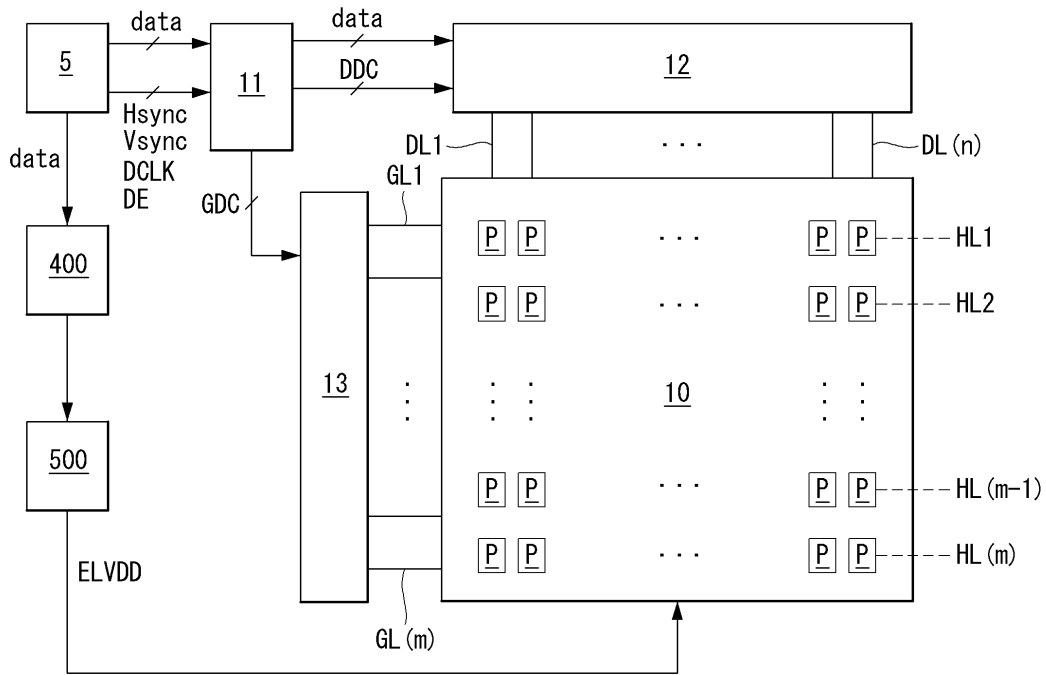 data
data
5
11
12
DDC
Hsync
Vsync
DCLK
DE
data
DL1
...
DL(n)
GDC
GL1
P P ... P P HL1
400
P P ... P P HL2
13
10
500
P P ... P P HL(m-1)
P P ... P P HL(m)
ELVDD
GL(m)